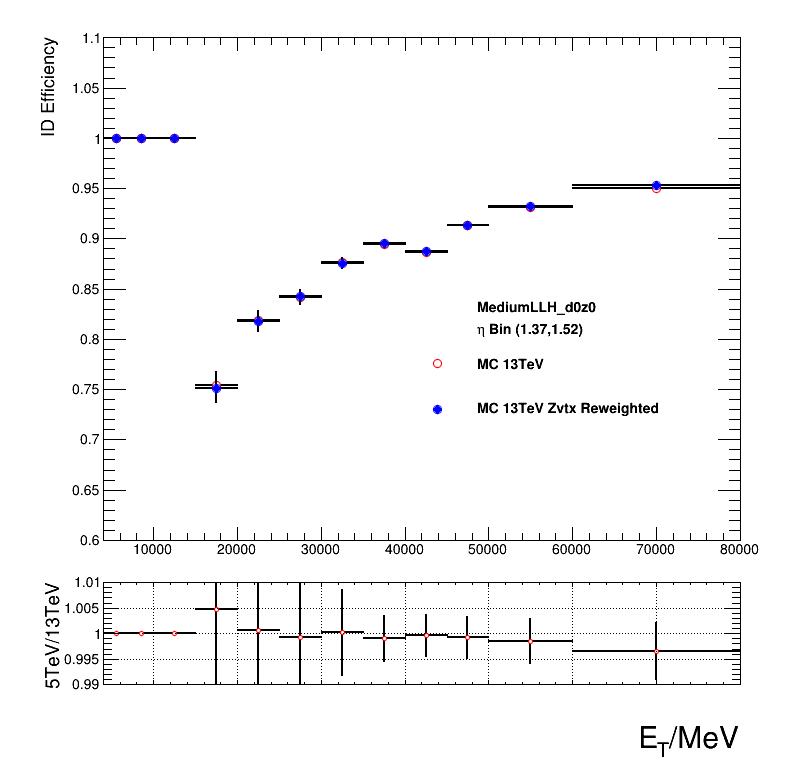 ID Efficiency
1.1
1.05
1
0.95
0.9
0.85
0.8
0.75
0.7
0.65
0.6
MediumLLH_d0z0
η Bin (1.37,1.52)
MC 13TeV
MC 13TeV Zvtx Reweighted
10000 20000 30000 40000 50000 60000 70000 80000
5TeV/13TeV
1.01
1.005
1
0.995
0.99
E_T/MeV